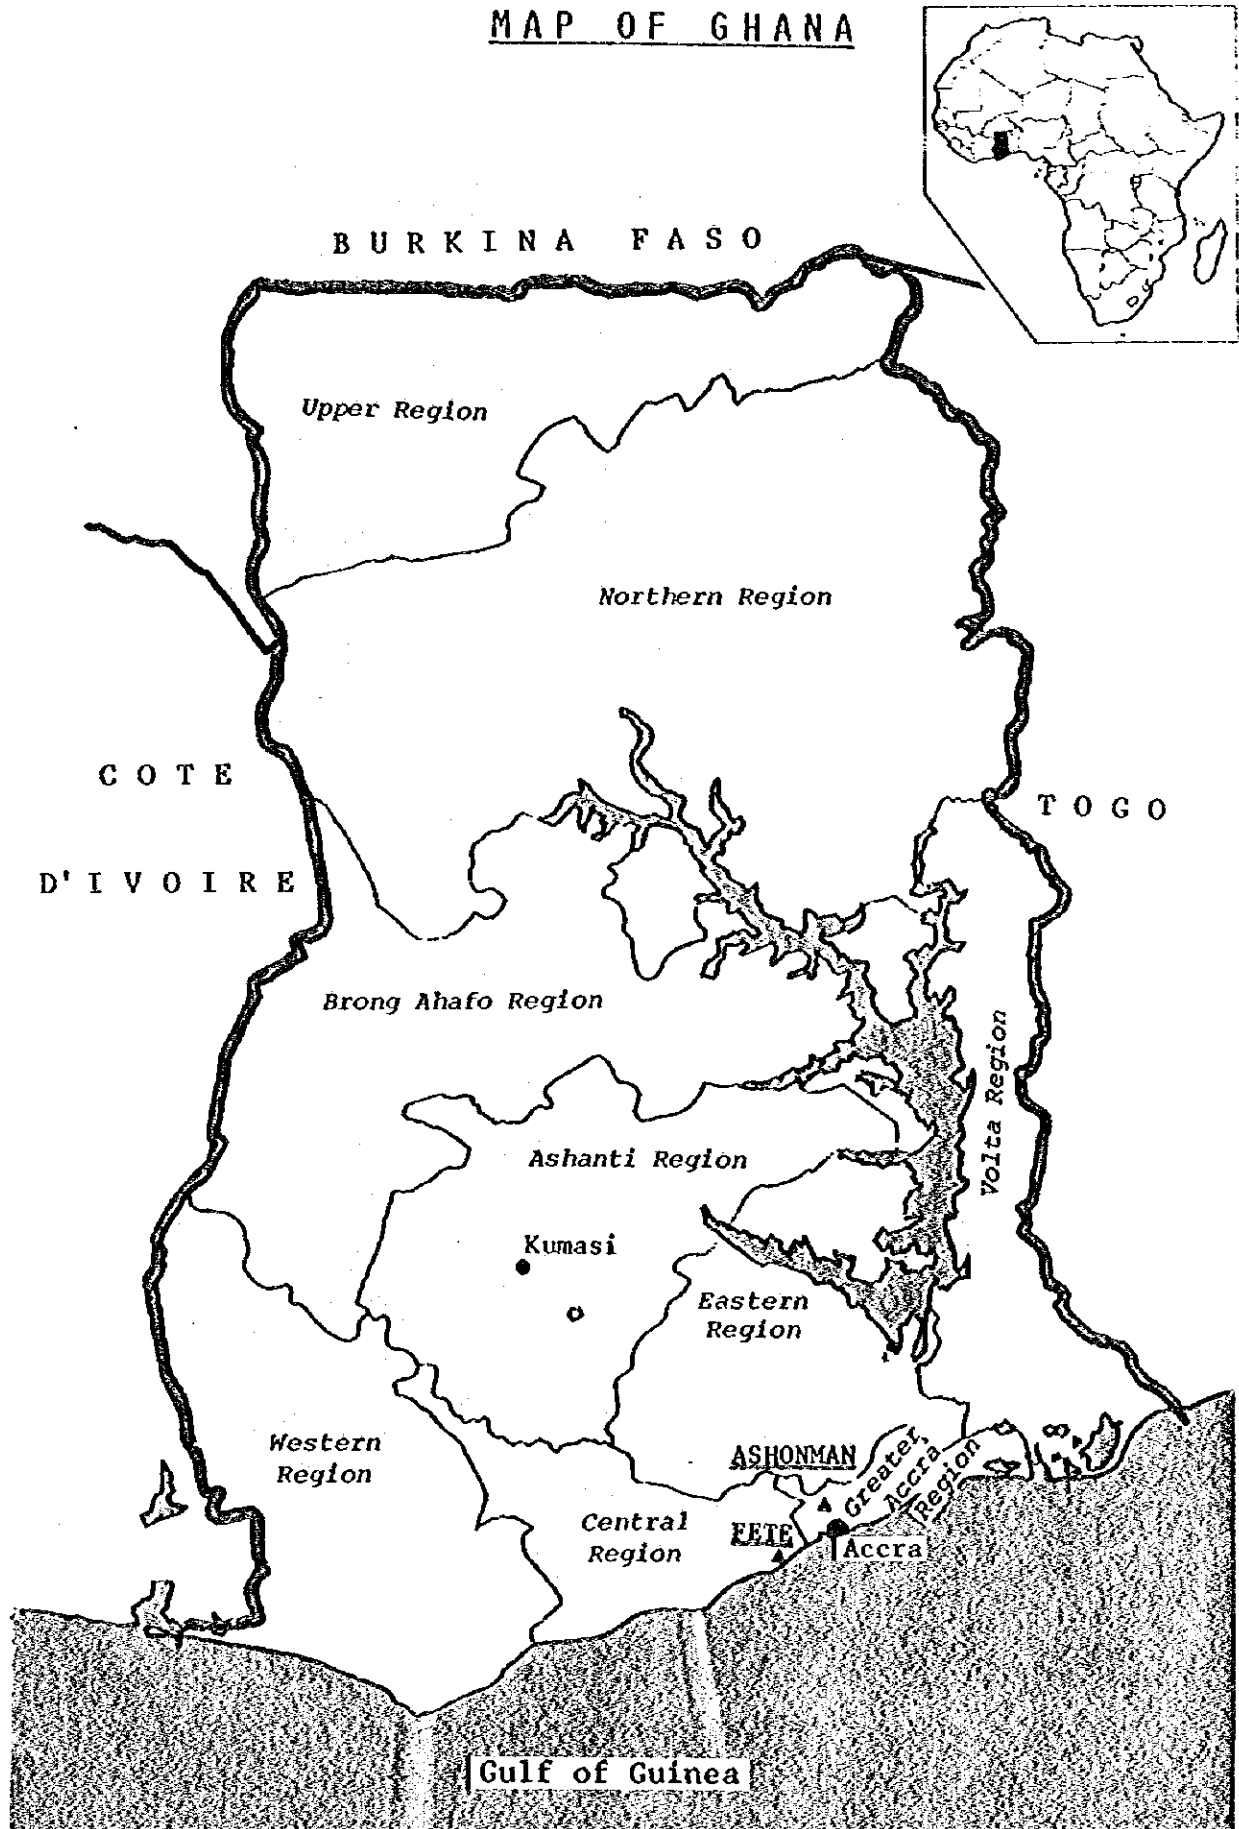 MAP OF GHANA
BURKINA FASO
Upper Region
Northern Region
COTE
D'IVOIRE
TOGO
Brong Ahafo Region
Volta Region
Ashanti Region
Kumasi
Eastern
Region
Western
Region
ASHONMAN
Greater
Accra
Region
Central
Region
FETE
Accra
Gulf of Guinea